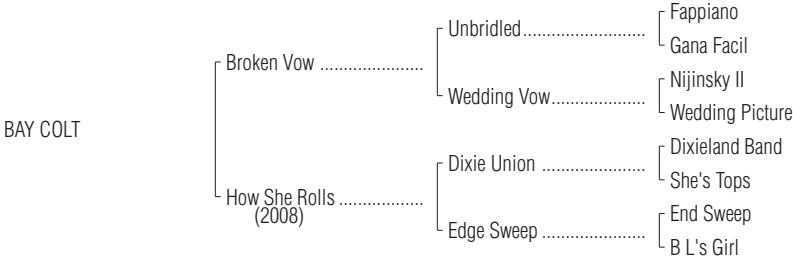 Fappiano
Unbridled..........................
Gana Facil
Broken Vow ......................
Nijinsky II
Wedding Vow....................
Wedding Picture
BAY COLT
Dixieland Band
Dixie Union ......................
She's Tops
How She Rolls ..................
(2008)
End Sweep
Edge Sweep ......................
B L's Girl